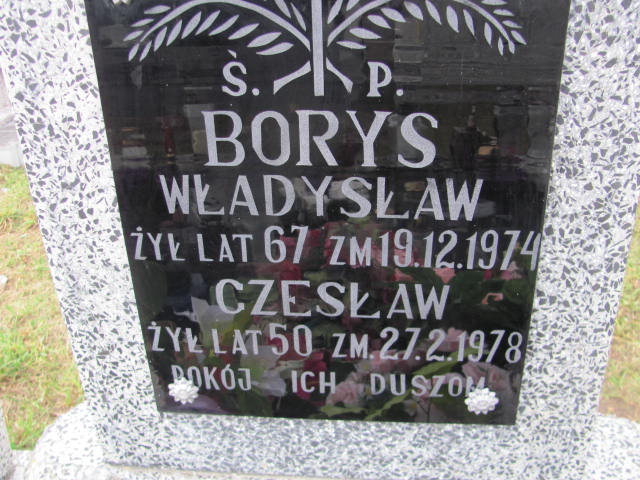 Ś. P.
BORYS
WŁADYSŁAW
ŻYŁ LAT 67 ZM 19.12.1974
CZESŁAW
ŻYŁ LAT 50 ZM. 27.2.1978
POKÓJ ICH DUSZOM